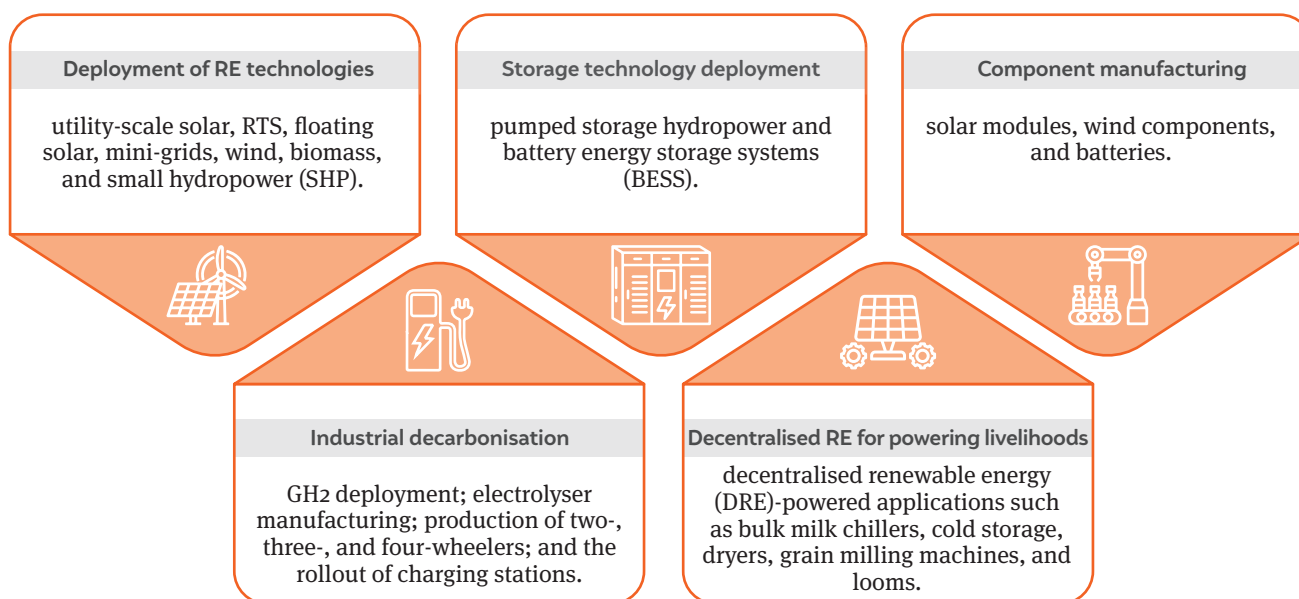 Deployment of RE technologies
utility-scale solar, RTS, floating
solar, mini-grids, wind, biomass,
and small hydropower (SHP).
Storage technology deployment
pumped storage hydropower and
battery energy storage systems
(BESS).
Component manufacturing
solar modules, wind components,
and batteries.
Industrial decarbonisation
GH2 deployment; electrolyser
manufacturing; production of two-,
three-, and four-wheelers; and the
rollout of charging stations.
Decentralised RE for powering livelihoods
decentralised renewable energy
(DRE)-powered applications such
as bulk milk chillers, cold storage,
dryers, grain milling machines, and
looms.